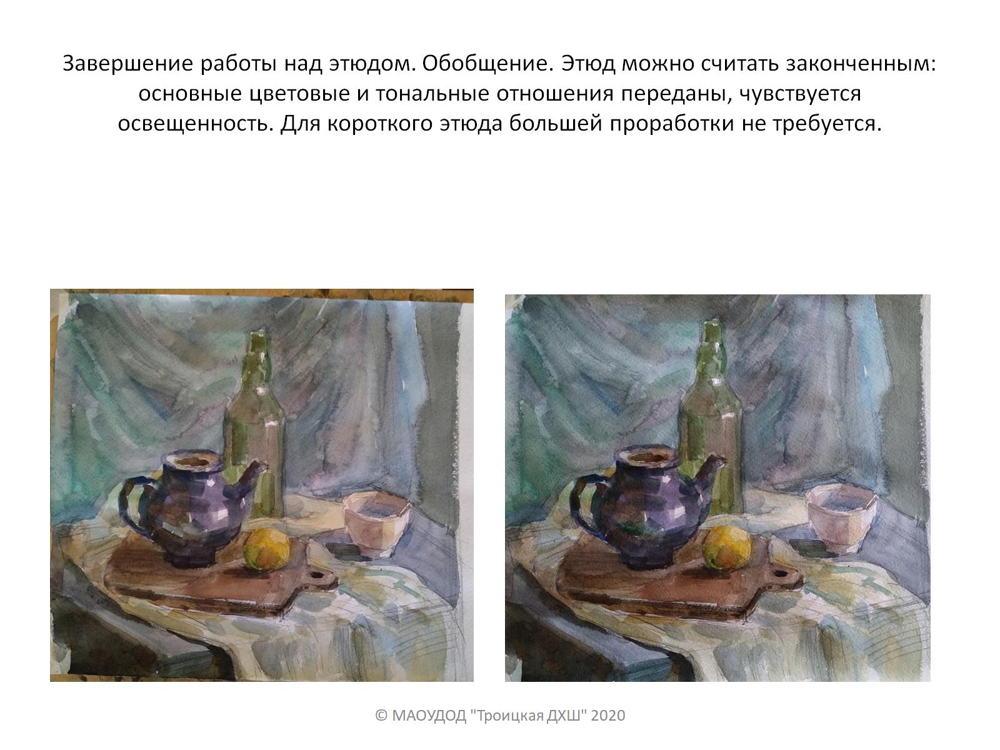 Завершение работы над этюдом. Обобщение. Этюд можно считать законченным:
основные цветовые и тональные отношения переданы, чувствуется
освещенность. Для короткого этюда большей проработки не требуется.
© МАОУДОД "Троицкая ДХШ" 2020